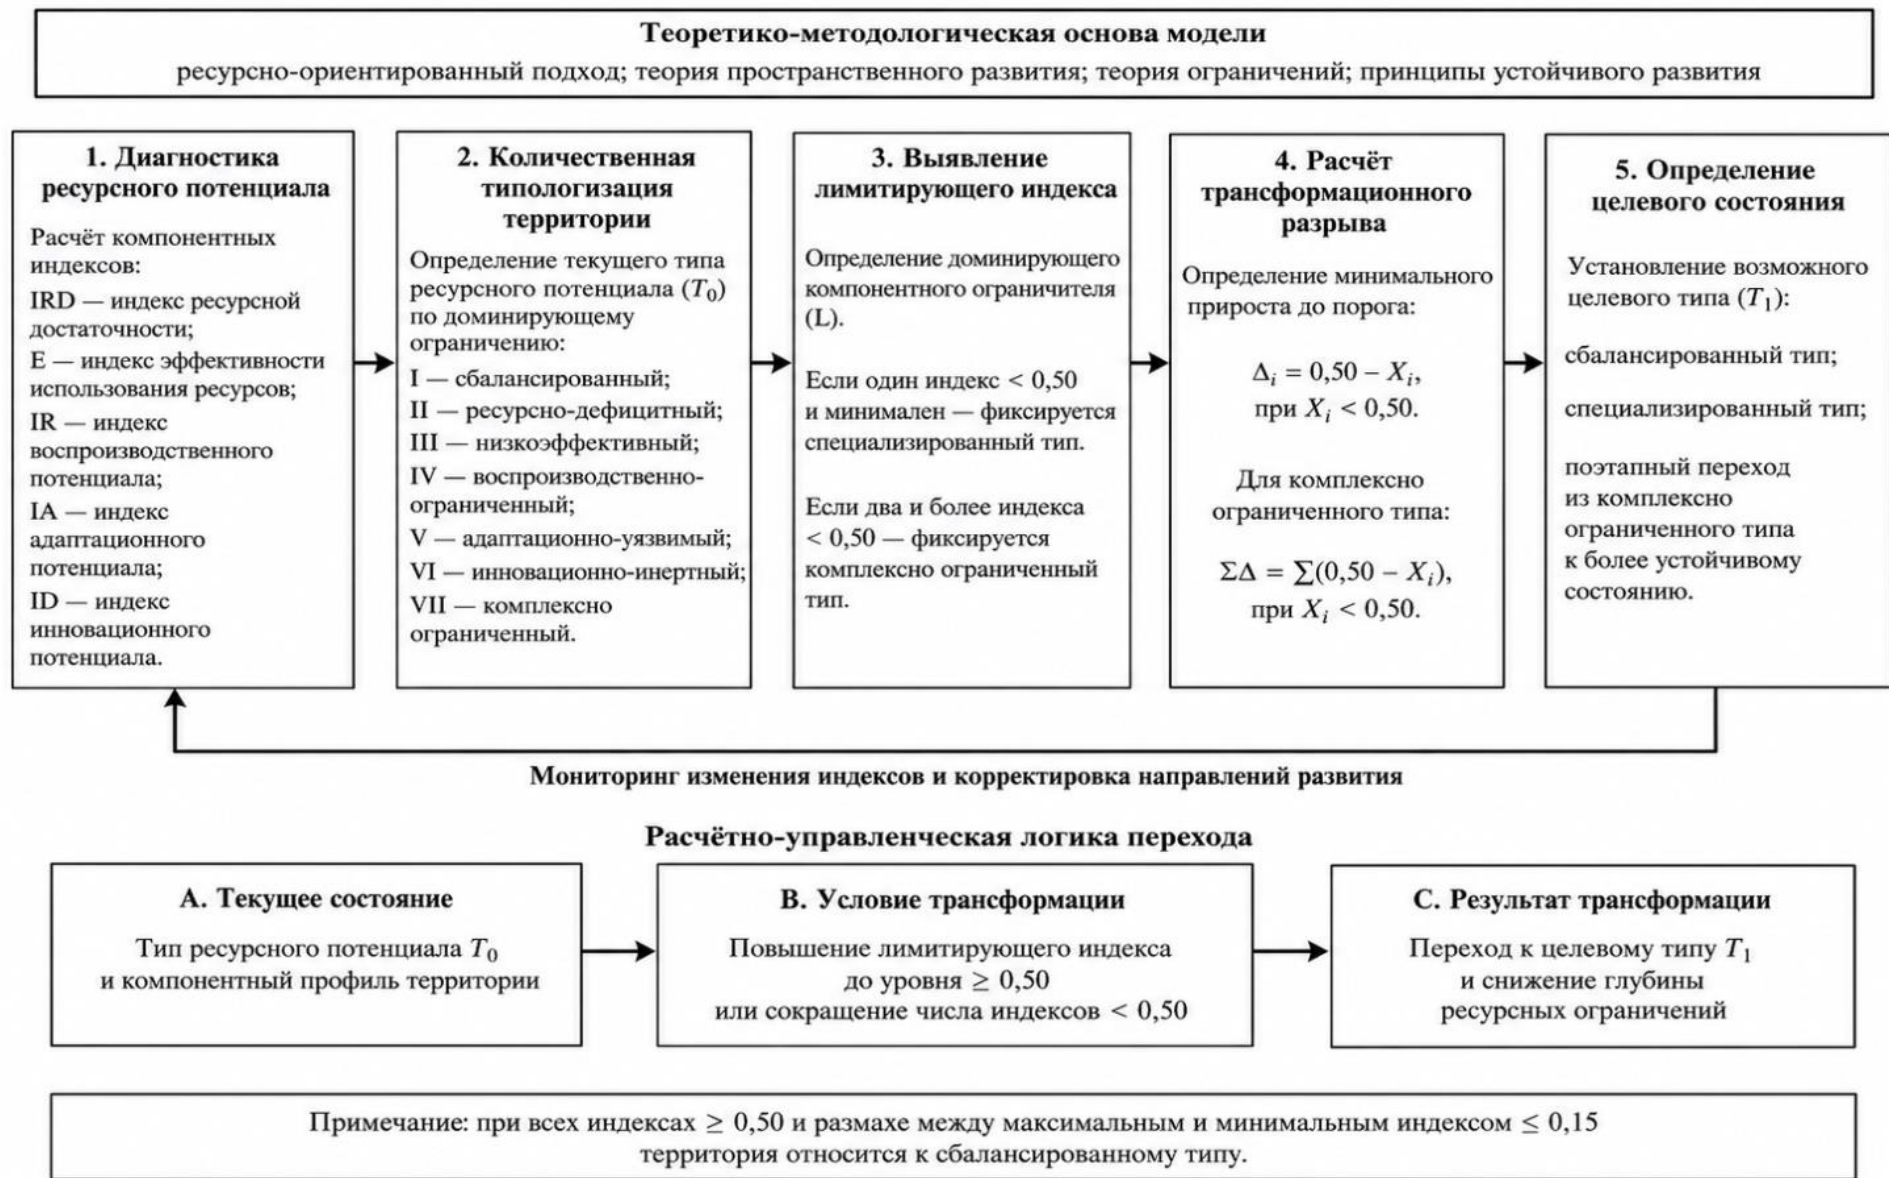 Теоретико-методологическая основа модели
ресурсно-ориентированный подход; теория пространственного развития; теория ограничений; принципы устойчивого развития
1. Диагностика
ресурсного потенциала
Расчёт компонентных
индексов:
IRD — индекс ресурсной
достаточности;
E — индекс эффективности
использования ресурсов;
IR — индекс
воспроизводственного
потенциала;
IA — индекс
адаптационного
потенциала;
ID — индекс
инновационного
потенциала.
2. Количественная
типологизация
территории
Определение текущего типа
ресурсного потенциала (T₀)
по доминирующему
ограничению:
I — сбалансированный;
II — ресурсно-дефицитный;
III — низкоэффективный;
IV — воспроизводственно-
ограниченный;
V — адаптационно-уязвимый;
VI — инновационно-инертный;
VII — комплексно
ограниченный.
3. Выявление
лимитирующего индекса
Определение доминирующего
компонентного ограничителя
(L).
Если один индекс < 0,50
и минимален — фиксируется
специализированный тип.
Если два и более индекса
< 0,50 — фиксируется
комплексно ограниченный
тип.
4. Расчёт
трансформационного
разрыва
Определение минимального
прироста до порога:
Δᵢ = 0,50 – Xᵢ,
при Xᵢ < 0,50.
Для комплексно
ограниченного типа:
ΣΔ = ∑(0,50 – Xᵢ),
при Xᵢ < 0,50.
5. Определение
целевого состояния
Установление возможного
целевого типа (T₁):
сбалансированный тип;
специализированный тип;
поэтапный переход
из комплексно
ограниченного типа
к более устойчивому
состоянию.
Мониторинг изменения индексов и корректировка направлений развития
Расчётно-управленческая логика перехода
A. Текущее состояние
Тип ресурсного потенциала T₀
и компонентный профиль территории
B. Условие трансформации
Повышение лимитирующего индекса
до уровня ≥ 0,50
или сокращение числа индексов < 0,50
C. Результат трансформации
Переход к целевому типу T₁
и снижение глубины
ресурсных ограничений
Примечание: при всех индексах ≥ 0,50 и размахе между максимальным и минимальным индексом ≤ 0,15
территория относится к сбалансированному типу.